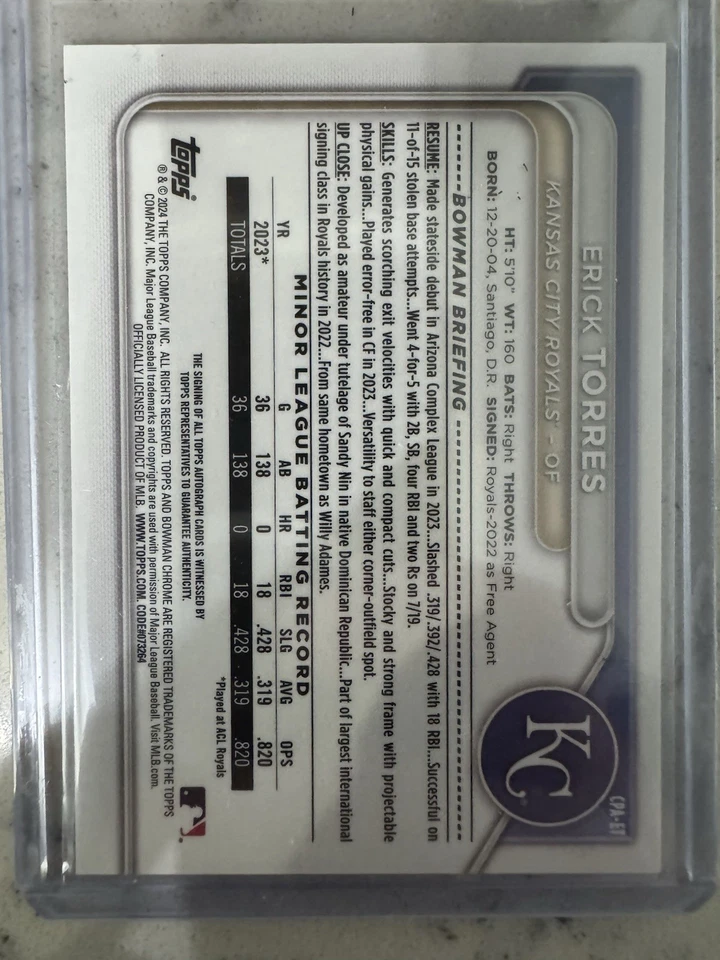 CPA-ET
ERICK TORRES
KANSAS CITY ROYALS® – OF
KC
HT: 5'10" WT: 160 BATS: Right THROWS: Right
BORN: 12-20-04, Santiago, D.R. SIGNED: Royals-2022 as Free Agent
BOWMAN BRIEFING
RESUME: Made stateside debut in Arizona Complex League in 2023...Slashed .319/.392/.428 with 18 RBI...Successful on
11-of-15 stolen base attempts...Went 4-for-5 with 2B, SB, four RBI and two Rs on 7/19.
SKILLS: Generates scorching exit velocities with quick and compact cuts...Stocky and strong frame with projectable
physical gains...Played error-free in CF in 2023...Versatility to staff either corner-outfield spot.
UP CLOSE: Developed as amateur under tutelage of Sandy Nin in native Dominican Republic...Part of largest international
signing class in Royals history in 2022...From same hometown as Willy Adames.
MINOR LEAGUE BATTING RECORD
YR G AB HR RBI SLG AVG OPS
2023* 36 138 0 18 .428 .319 .820
TOTALS 36 138 0 18 .428 .319 .820
*Played at ACL Royals
THE SIGNING OF ALL TOPPS AUTOGRAPH CARDS IS WITNESSED BY
TOPPS REPRESENTATIVES TO GUARANTEE AUTHENTICITY.
topps
® & © 2024 THE TOPPS COMPANY, INC. ALL RIGHTS RESERVED. TOPPS AND BOWMAN CHROME ARE REGISTERED TRADEMARKS OF THE TOPPS
COMPANY, INC. Major League Baseball trademarks and copyrights are used with permission of Major League Baseball. Visit MLB.com.
OFFICIALLY LICENSED PRODUCT OF MLB. WWW.TOPPS.COM. CODE#073264